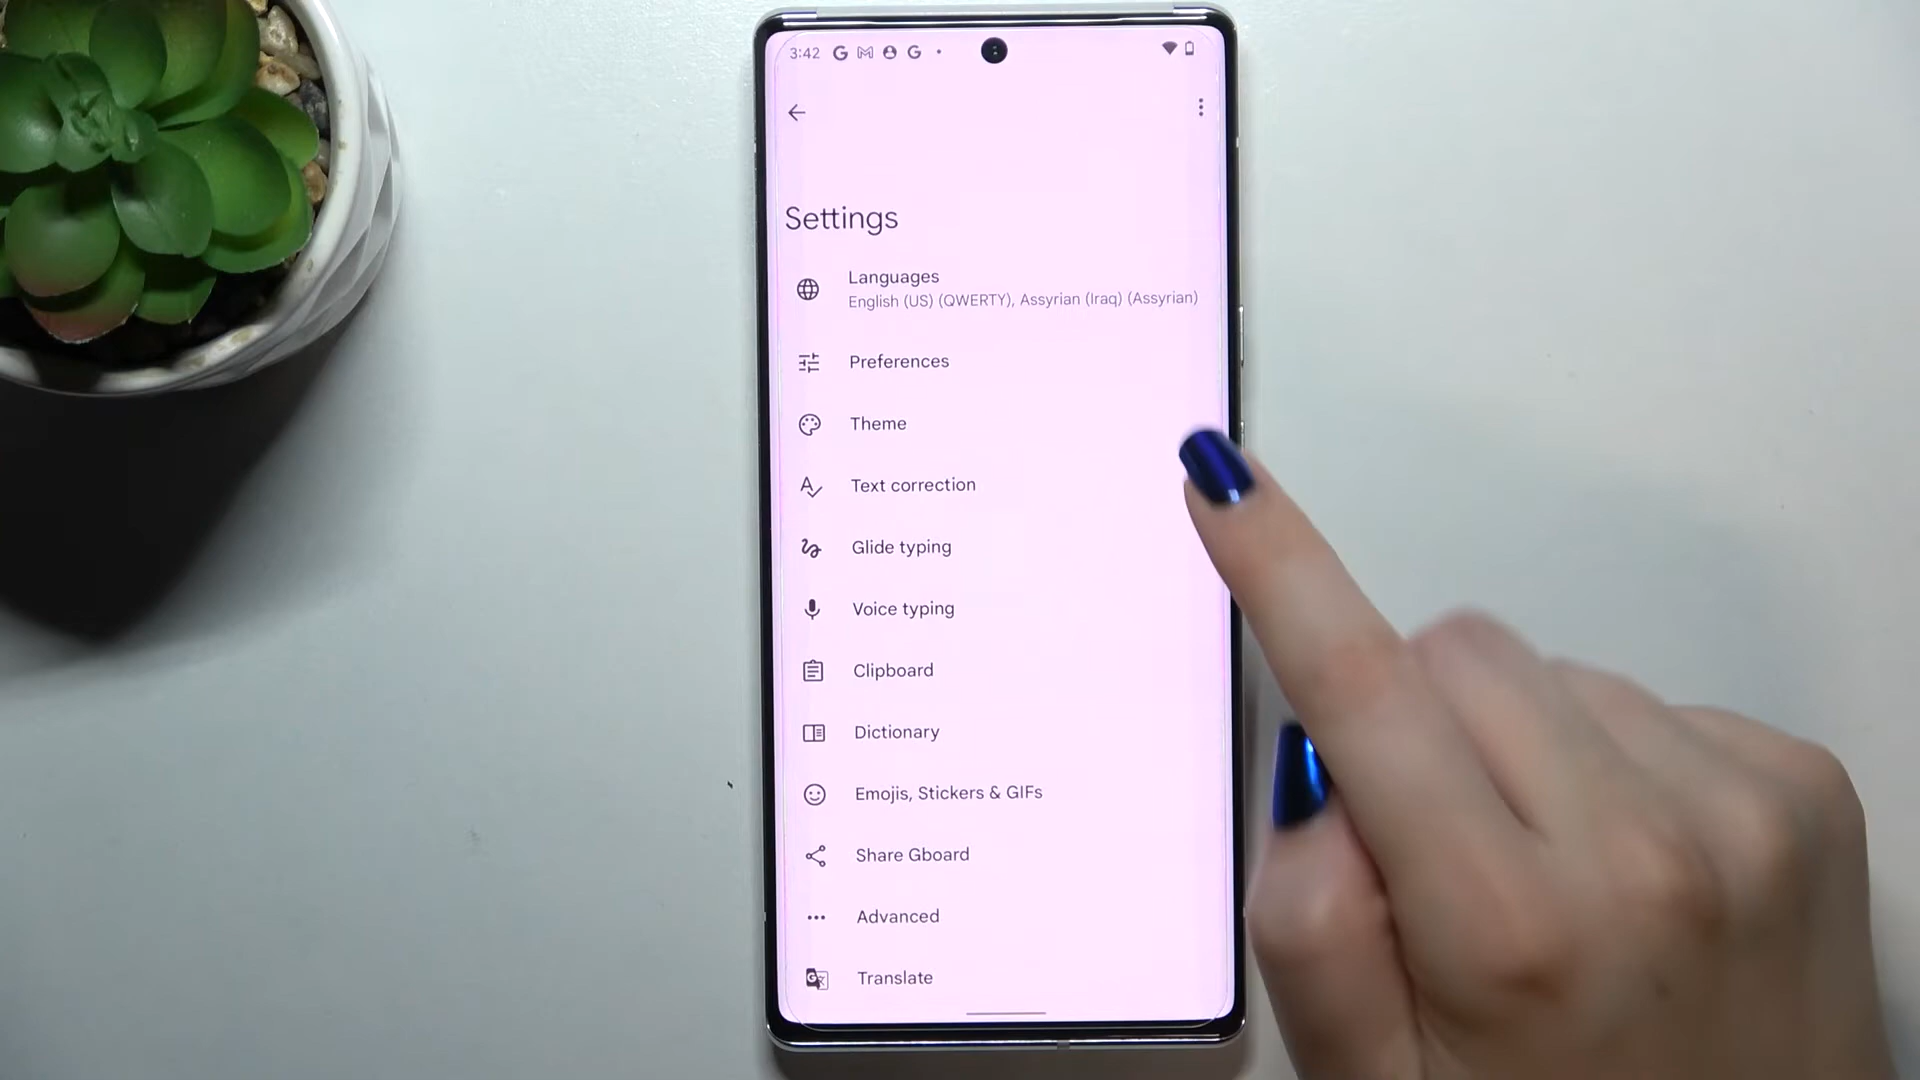 3:42
Settings
Languages
English (US) (QWERTY), Assyrian (Iraq) (Assyrian)
Preferences
Theme
Text correction
Glide typing
Voice typing
Clipboard
Dictionary
Emojis, Stickers & GIFs
Share Gboard
Advanced
Translate